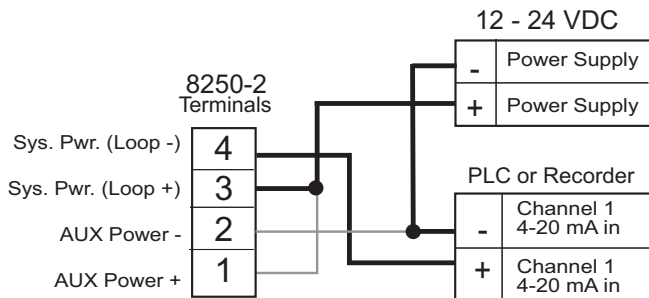 12 - 24 VDC
- Power Supply
+ Power Supply
8250-2
Terminals
Sys. Pwr. (Loop -) 4
Sys. Pwr. (Loop +) 3
AUX Power - 2
AUX Power + 1
PLC or Recorder
- Channel 1
4-20 mA in
+ Channel 1
4-20 mA in